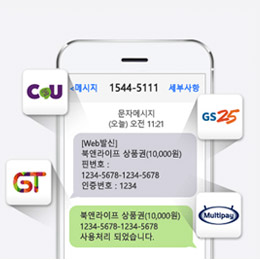 CU
<메시지 1544-5111 세부사항
문자메시지
(오늘) 오전 11:21
GS25
[Web발신]
북앤라이프 상품권(10,000원)
핀번호 :
1234-5678-1234-5678
인증번호 : 1234
GT
북앤라이프 상품권(10,000원)
1234-5678-1234-5678
사용처리 되었습니다.
Multipay